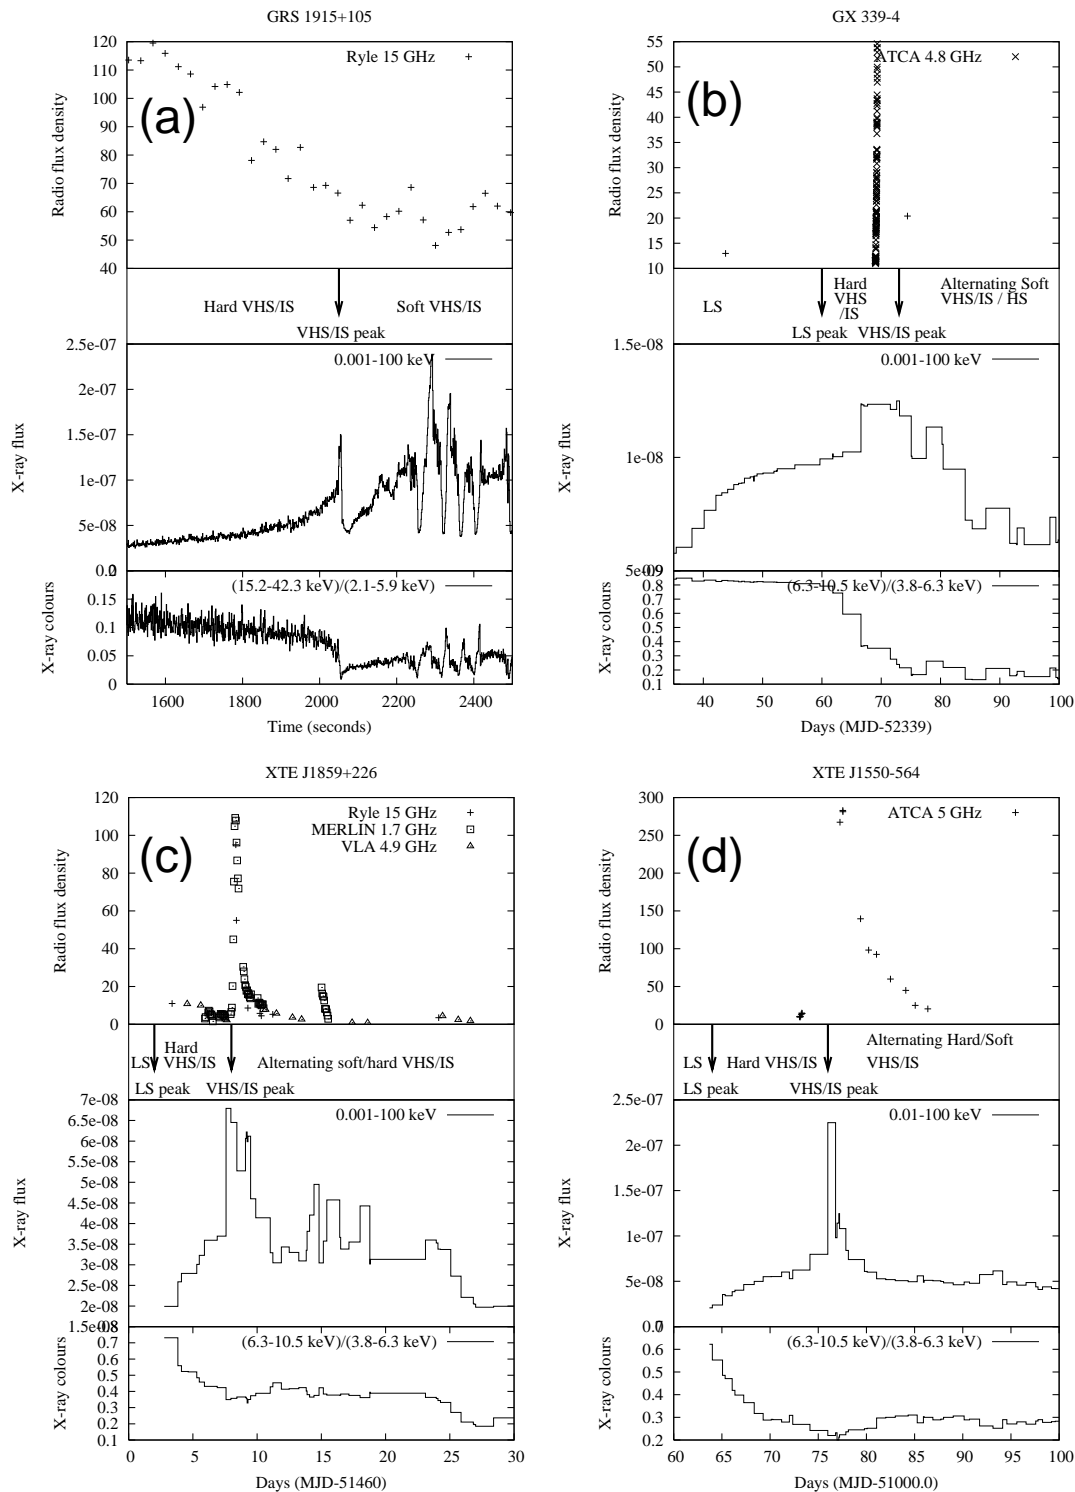 GRS 1915+105
120
110
100
90
80
70
60
50
40
Radio flux density
Ryle 15 GHz
(a)
Hard VHS/IS
Soft VHS/IS
VHS/IS peak
2.5e-07
2e-07
1.5e-07
1e-07
5e-08
0
X-ray flux
0.001-100 keV
0.2
0.15
0.1
0.05
0
X-ray colours
(15.2-42.3 keV)/(2.1-5.9 keV)
1600 1800 2000 2200 2400
Time (seconds)
GX 339-4
55
50
45
40
35
30
25
20
15
10
Radio flux density
ATCA 4.8 GHz
(b)
LS
Hard
VHS
/IS
Alternating Soft
VHS/IS / HS
LS peak VHS/IS peak
1.5e-08
1e-08
5e-09
X-ray flux
0.001-100 keV
0.9
0.8
0.7
0.6
0.5
0.4
0.3
0.2
0.1
X-ray colours
(6.3-10.5 keV)/(3.8-6.3 keV)
40 50 60 70 80 90 100
Days (MJD-52339)
XTE J1859+226
120
100
80
60
40
20
0
Radio flux density
Ryle 15 GHz
MERLIN 1.7 GHz
VLA 4.9 GHz
(c)
Hard
LS VHS/IS
Alternating soft/hard VHS/IS
LS peak VHS/IS peak
7e-08
6.5e-08
6e-08
5.5e-08
5e-08
4.5e-08
4e-08
3.5e-08
3e-08
2.5e-08
2e-08
1.5e-08
X-ray flux
0.001-100 keV
0.8
0.7
0.6
0.5
0.4
0.3
0.2
0.1
X-ray colours
(6.3-10.5 keV)/(3.8-6.3 keV)
0 5 10 15 20 25 30
Days (MJD-51460)
XTE J1550-564
300
250
200
150
100
50
0
Radio flux density
ATCA 5 GHz
(d)
LS Hard VHS/IS
Alternating Hard/Soft
VHS/IS
LS peak VHS/IS peak
2.5e-07
2e-07
1.5e-07
1e-07
5e-08
0
X-ray flux
0.01-100 keV
0.7
0.6
0.5
0.4
0.3
0.2
X-ray colours
(6.3-10.5 keV)/(3.8-6.3 keV)
60 65 70 75 80 85 90 95 100
Days (MJD-51000.0)